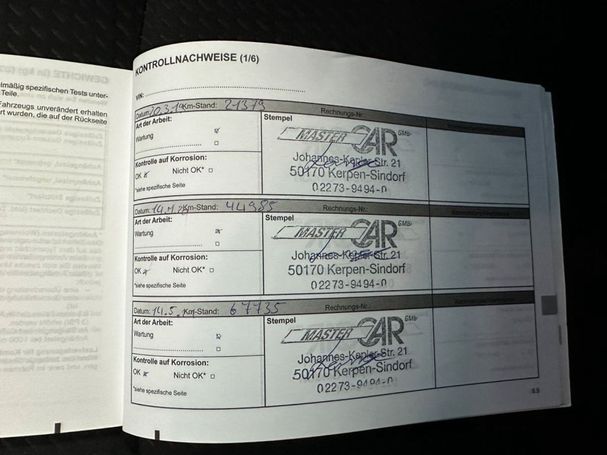 GEWICHTE (in kg)
mäßig spezifischen Tests unter-
Teile.
Fahrzeugs unverändert erhalten
rt wurden, die auf der Rückseite
KONTROLLNACHWEISE (1/6)
VIN:
Datum: 20.3.19 Km-Stand: 21379 Rechnungs-Nr.:
Art der Arbeit: Stempel
Wartung
MASTER CAR GmbH
Johannes-Kepler-Str. 21
Kontrolle auf Korrosion:
50170 Kerpen-Sindorf
OK Nicht OK*
02273-9494-0
*siehe spezifische Seite
Datum: 14.1. Km-Stand: 44985 Rechnungs-Nr.:
Art der Arbeit: Stempel
Wartung
MASTER CAR GmbH
Johannes-Kepler-Str. 21
Kontrolle auf Korrosion:
50170 Kerpen-Sindorf
OK Nicht OK*
02273-9494-0
*siehe spezifische Seite
Datum: 14.5. Km-Stand: 67735 Rechnungs-Nr.:
Art der Arbeit: Stempel
Wartung
MASTER CAR
Johannes-Kepler-Str. 21
Kontrolle auf Korrosion:
50170 Kerpen-Sindorf
OK Nicht OK*
02273-9494-0
*siehe spezifische Seite